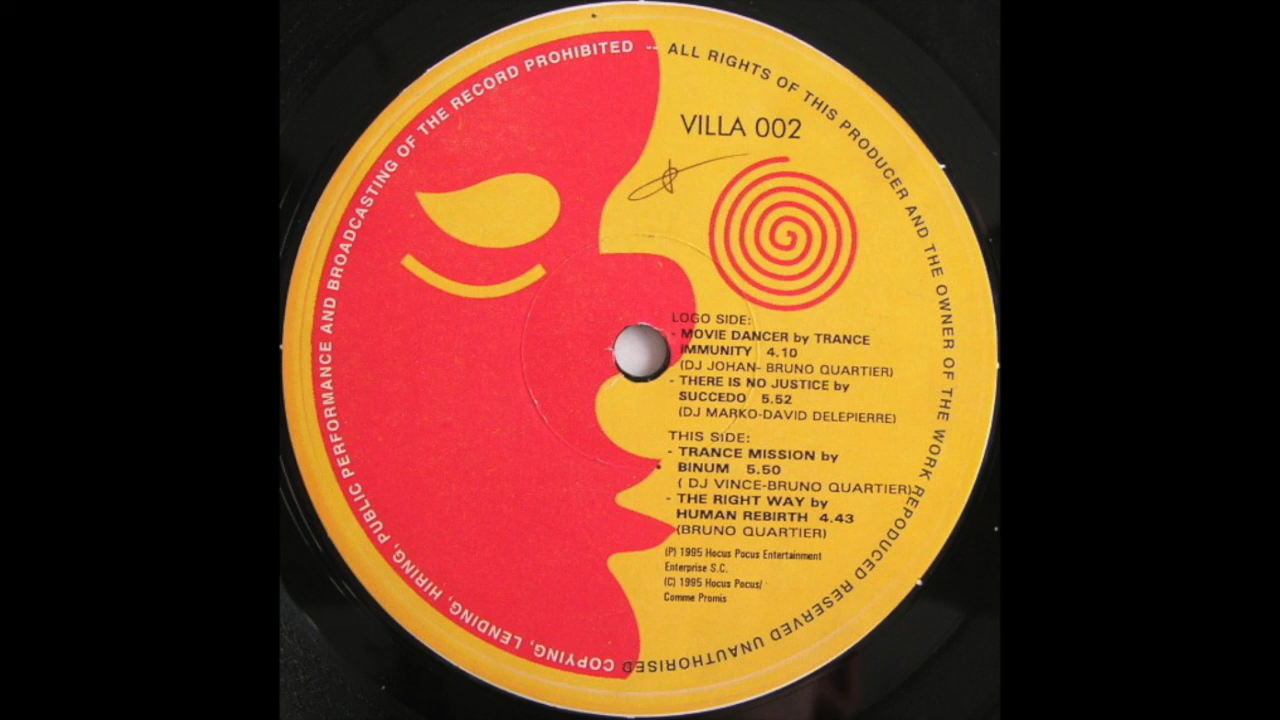 COPYING, LENDING, HIRING, PUBLIC PERFORMANCE AND BROADCASTING OF THE RECORD PROHIBITED -- ALL RIGHTS OF THIS PRODUCER AND THE OWNER OF THE WORK REPODUCED RESERVED UNAUTHORISED
VILLA 002
LOGO SIDE:
- MOVIE DANCER by TRANCE
IMMUNITY 4.10
(DJ JOHAN- BRUNO QUARTIER)
- THERE IS NO JUSTICE by
SUCCEDO 5.52
(DJ MARKO-DAVID DELEPIERRE)
THIS SIDE:
- TRANCE MISSION by
BINUM 5.50
( DJ VINCE-BRUNO QUARTIER)
- THE RIGHT WAY by
HUMAN REBIRTH 4.43
(BRUNO QUARTIER)
(P) 1995 Hocus Pocus Entertainment
Enterprise S.C.
(C) 1995 Hocus Pocus/
Comme Promis